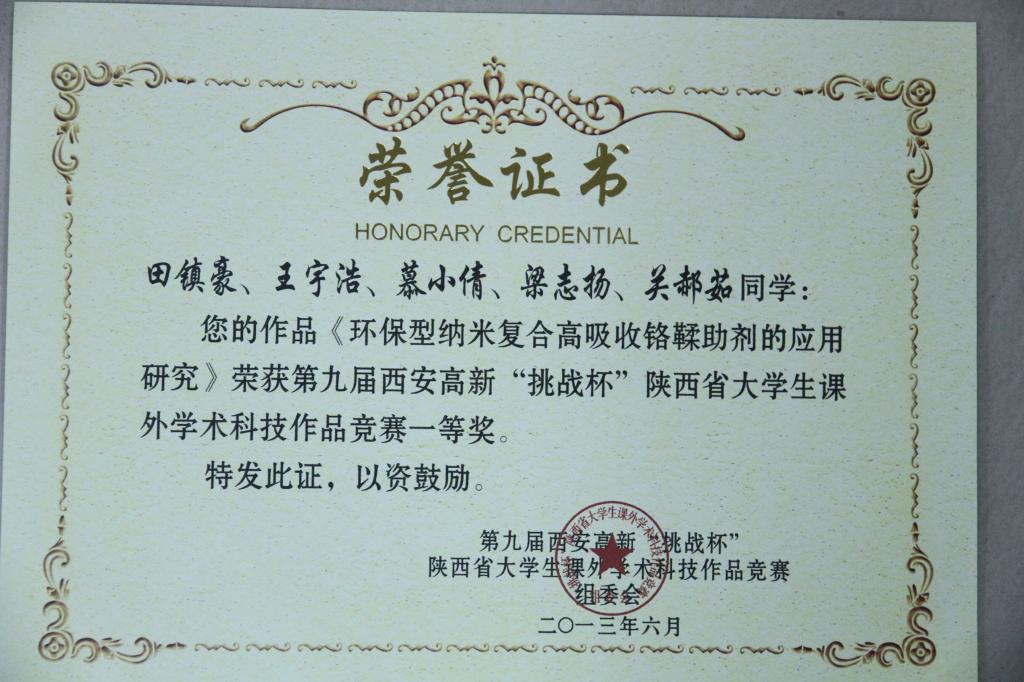 荣誉证书
HONORARY CREDENTIAL
田镇豪、王宇浩、慕小倩、梁志扬、关郝茹同学：
您的作品《环保型纳米复合高吸收铬鞣助剂的应用
研究》荣获第九届西安高新“挑战杯”陕西省大学生课
外学术科技作品竞赛一等奖。
特发此证，以资鼓励。
第九届西安高新“挑战杯”
陕西省大学生课外学术科技作品竞赛
组委会
二〇一三年六月